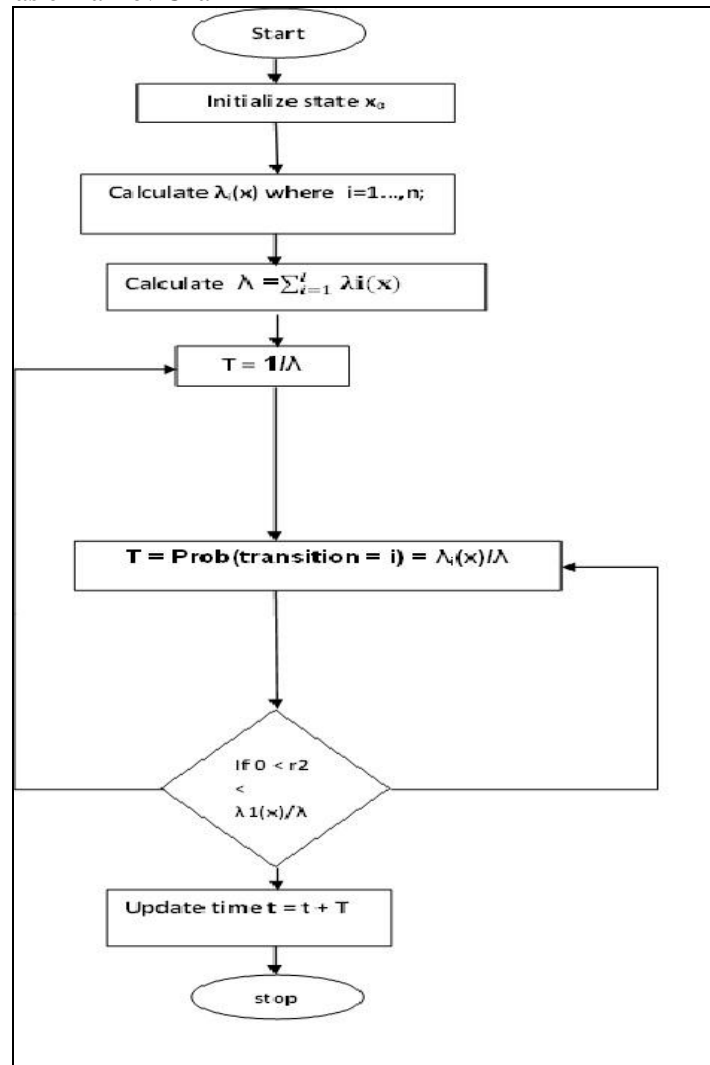 Start
Initialize state x₀
Calculate λᵢ(x) where i=1...,n;
Calculate Λ =∑ᵢ₌₁ᶦ λi(x)
T = 1/Λ
T = Prob(transition = i) = λᵢ(x)/Λ
If 0 < r2
<
λ1(x)/λ
Update time t = t + T
stop